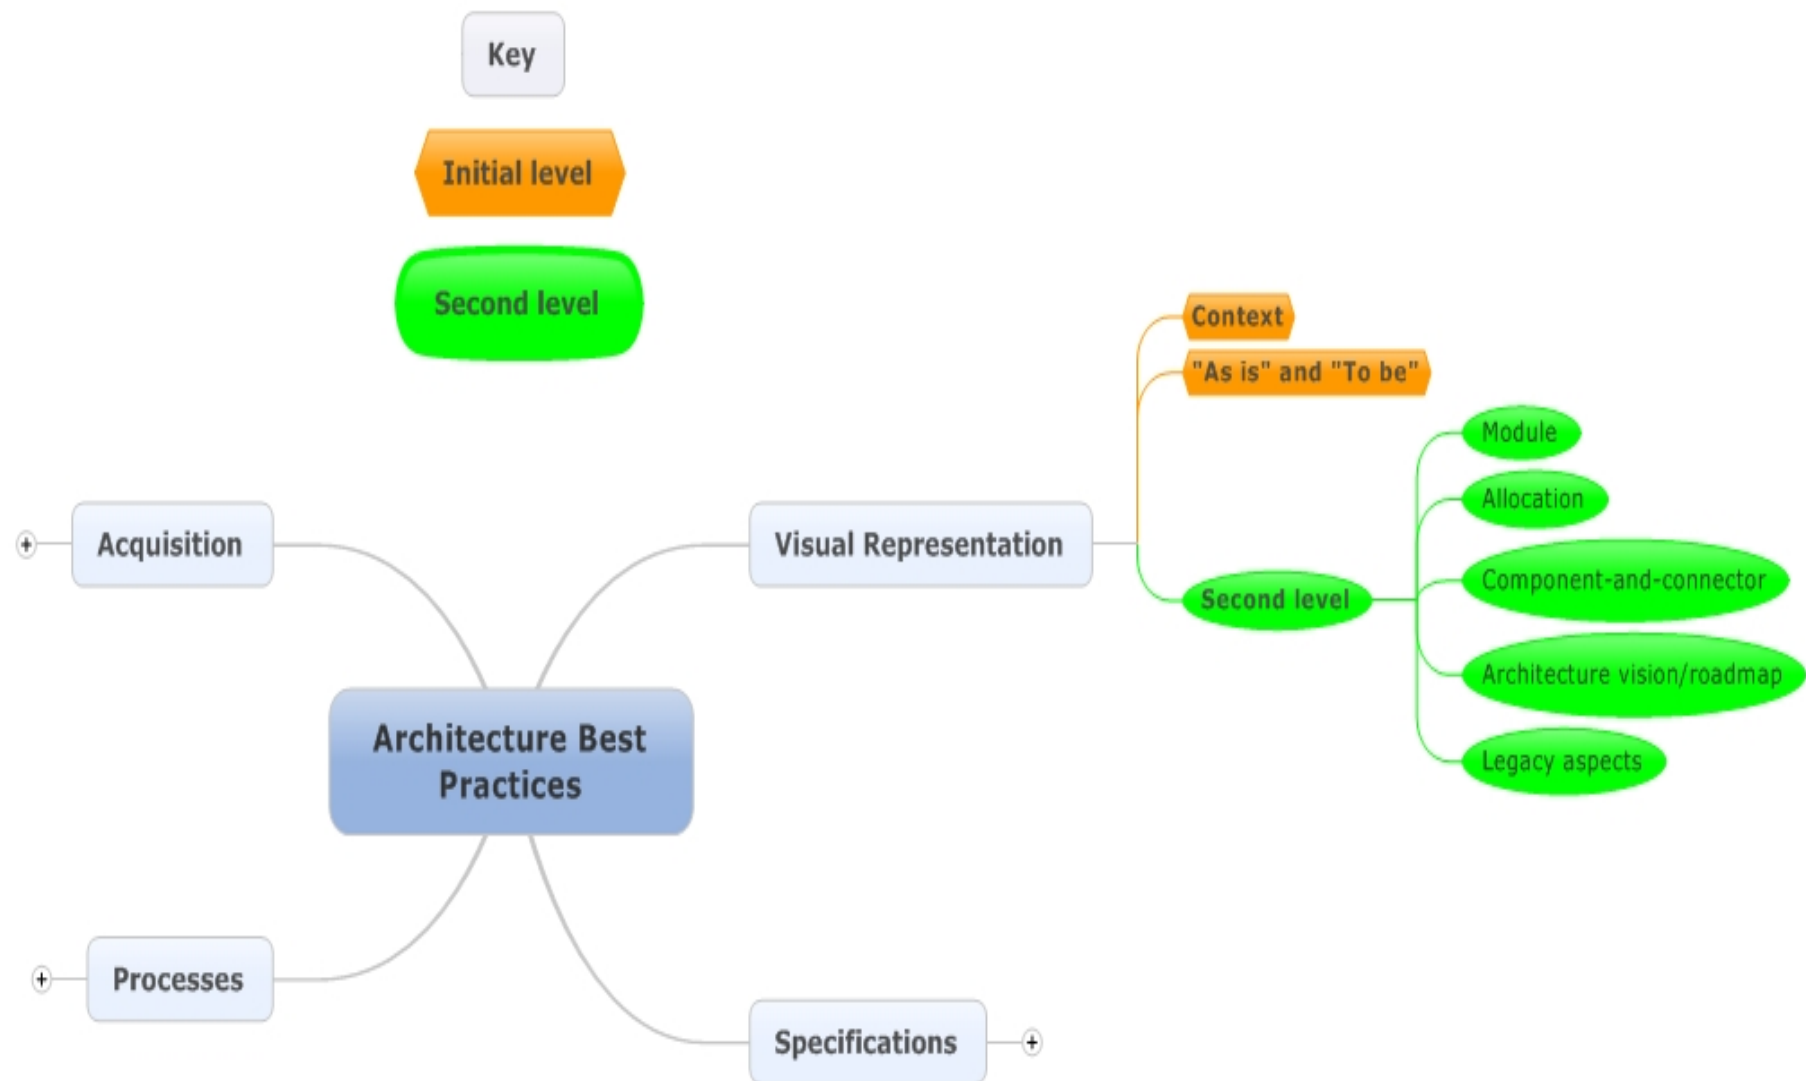 Key
Initial level
Second level
Context
"As is" and "To be"
Module
Allocation
Component-and-connector
Second level
Architecture vision/roadmap
Legacy aspects
+
Acquisition
Visual Representation
Architecture Best
Practices
+
Processes
Specifications
+